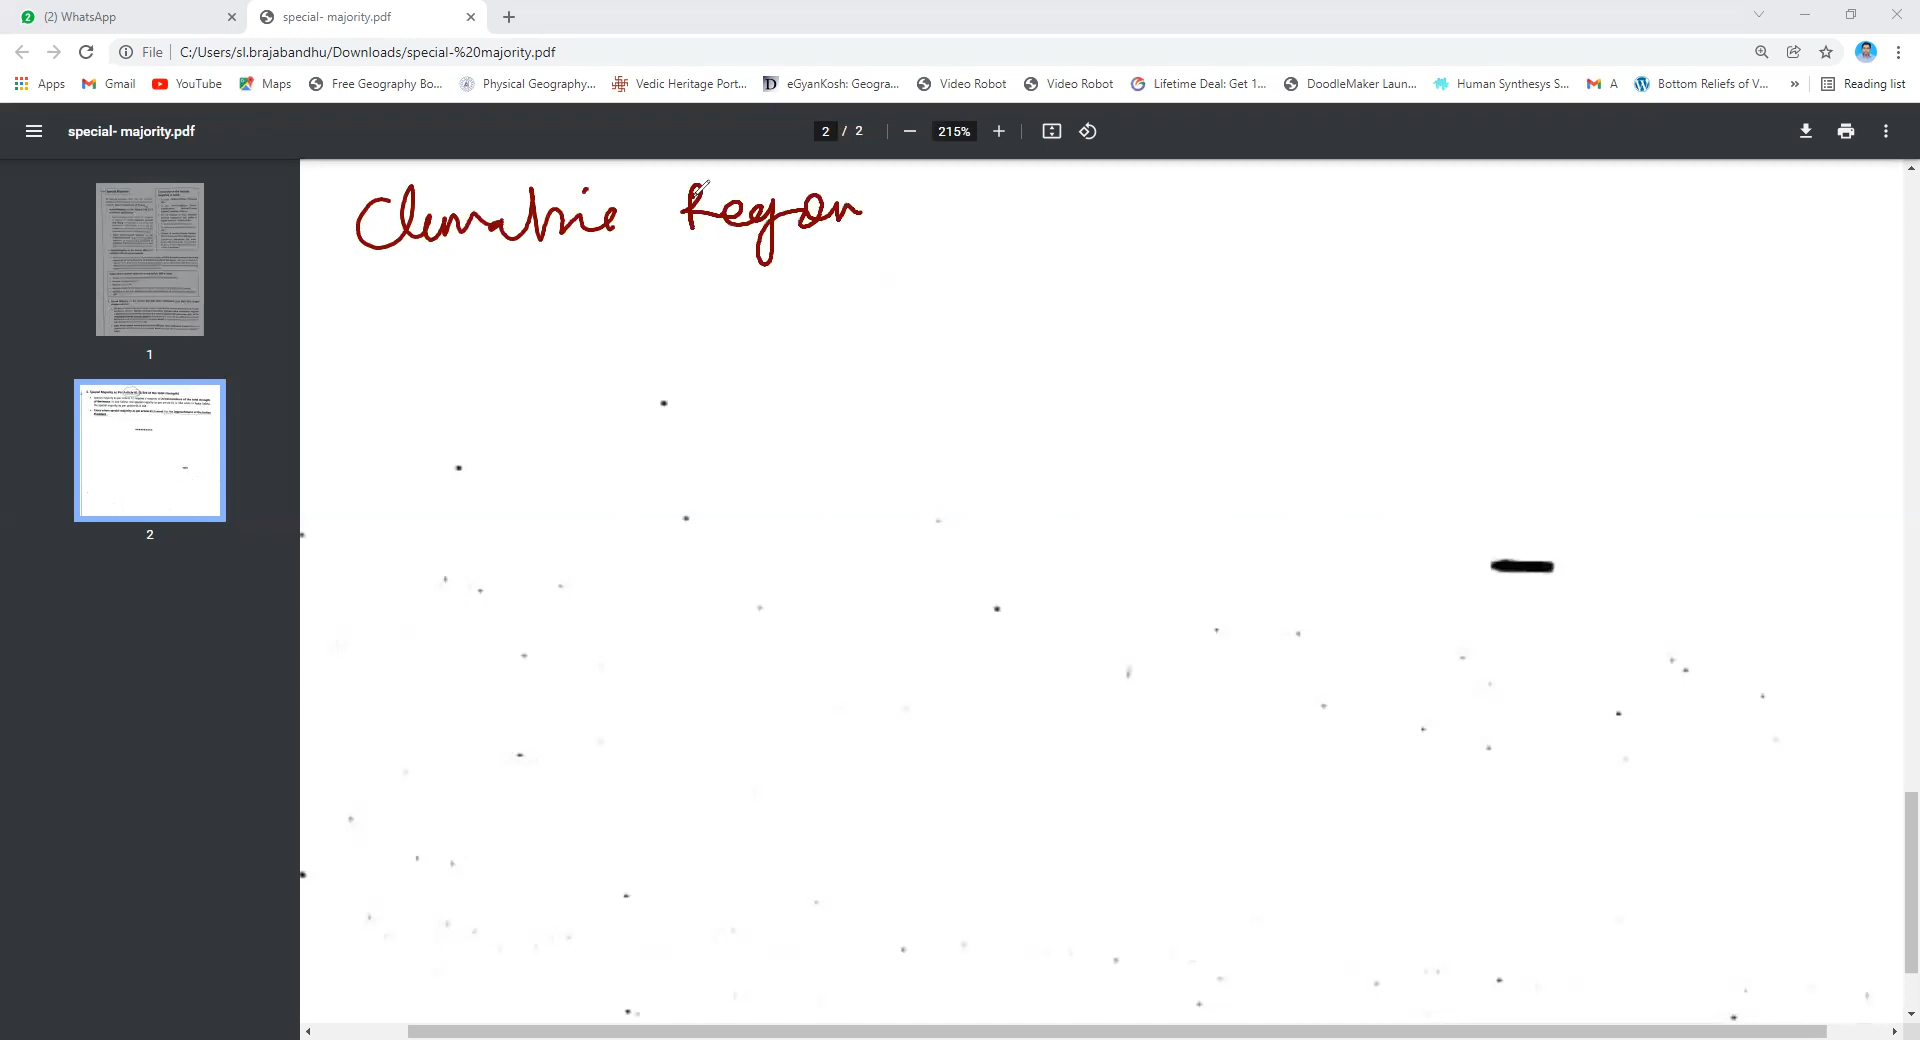 (2) WhatsApp
special- majority.pdf
File
C:/Users/sl.brajabandhu/Downloads/special-%20majority.pdf
Apps
Gmail
YouTube
Maps
Free Geography Bo...
Physical Geography...
Vedic Heritage Port...
eGyanKosh: Geogra...
Video Robot
Video Robot
Lifetime Deal: Get 1...
DoodleMaker Laun...
Human Synthesys S...
A
Bottom Reliefs of V...
»
Reading list
special- majority.pdf
2 / 2
215%
Climatic Region
1
2